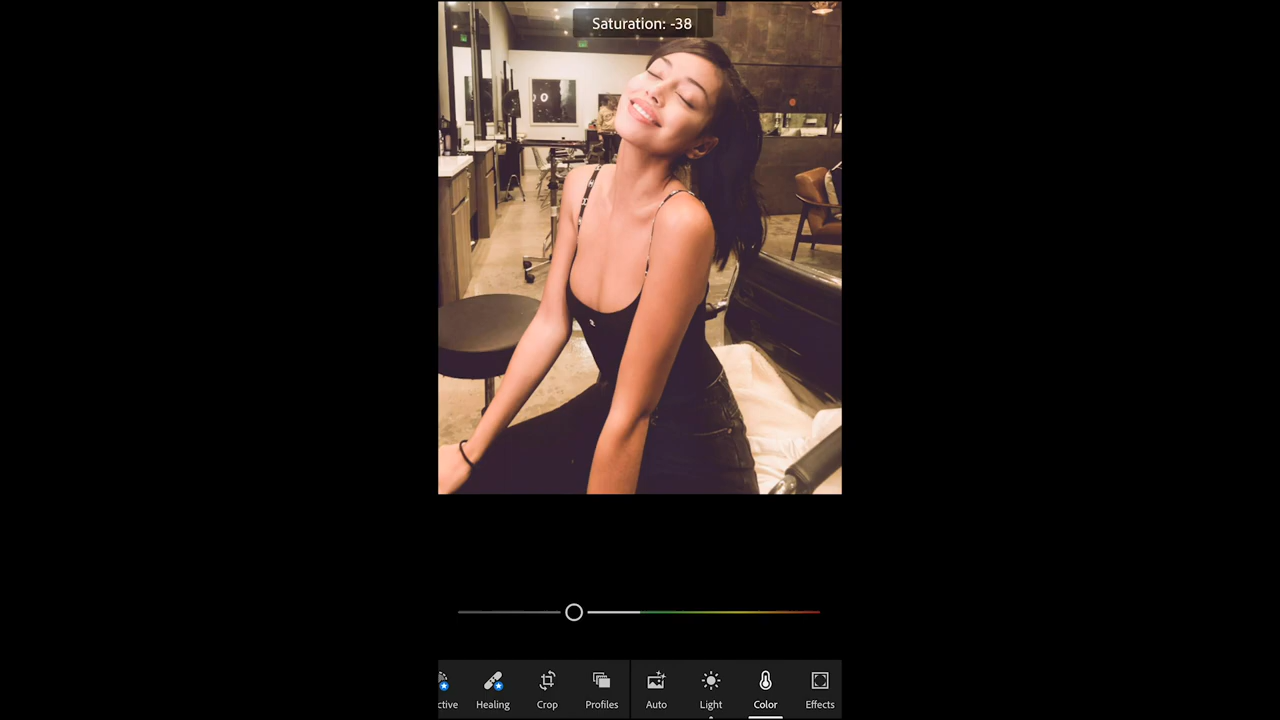 Saturation: -38
ctive
Healing
Crop
Profiles
Auto
Light
Color
Effects